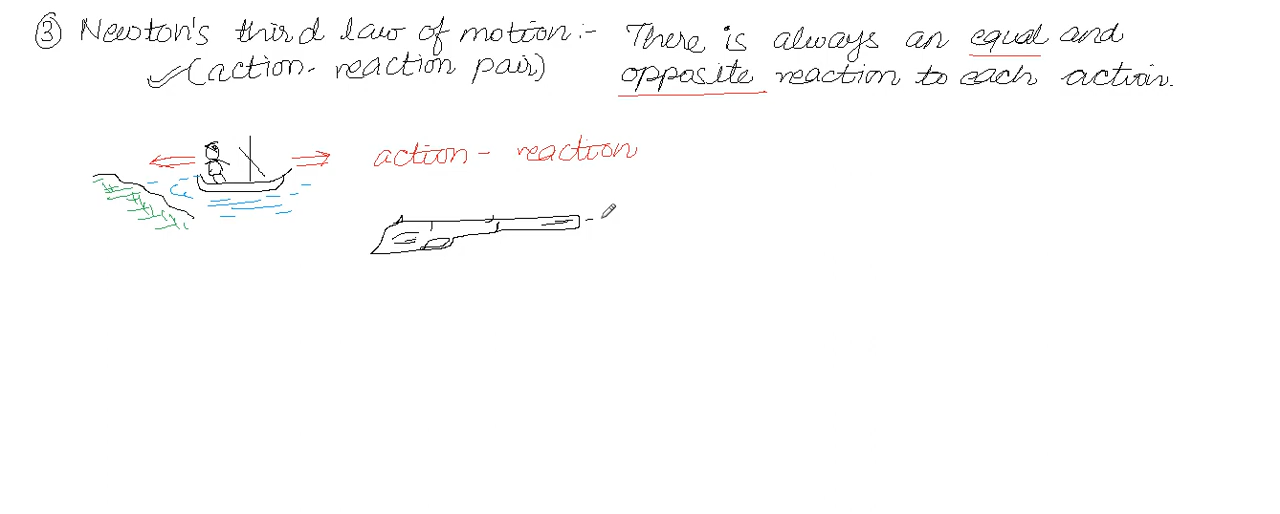 ③ Newton's third law of motion :- There is always an equal and
✓(action - reaction pair) opposite reaction to each action.
action - reaction